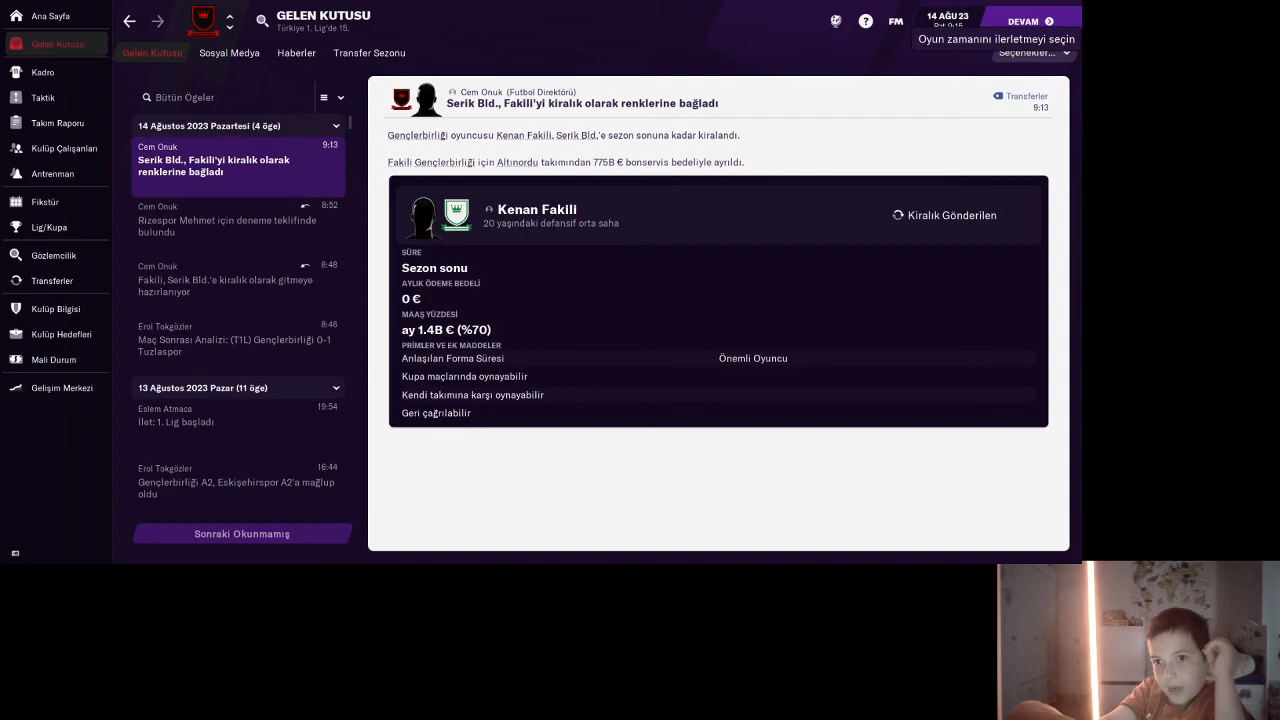 Ana Sayfa
Gelen Kutusu
Kadro
Taktik
Takım Raporu
Kulüp Çalışanları
Antrenman
Fikstür
Lig/Kupa
Gözlemcilik
Transferler
Kulüp Bilgisi
Kulüp Hedefleri
Mali Durum
Gelişim Merkezi
GELEN KUTUSU
Türkiye 1. Lig'de 15.
FM
14 AĞU 23
DEVAM
Oyun zamanını ilerletmeyi seçin
Seçenekler...
Gelen Kutusu
Sosyal Medya
Haberler
Transfer Sezonu
Bütün Ögeler
14 Ağustos 2023 Pazartesi (4 öge)
Cem Onuk 9:13
Serik Bld., Fakili'yi kiralık olarak
renklerine bağladı
Cem Onuk 8:52
Rizespor Mehmet için deneme teklifinde
bulundu
Cem Onuk 8:48
Fakili, Serik Bld.'e kiralık olarak gitmeye
hazırlanıyor
Erol Tokgözler 8:46
Maç Sonrası Analizi: (T1L) Gençlerbirliği 0-1
Tuzlaspor
13 Ağustos 2023 Pazar (11 öge)
Eslem Atmaca 19:54
İlet: 1. Lig başladı
Erol Tokgözler 16:44
Gençlerbirliği A2, Eskişehirspor A2'a mağlup
oldu
Sonraki Okunmamış
Cem Onuk (Futbol Direktörü)
Serik Bld., Fakili'yi kiralık olarak renklerine bağladı
Transferler
9:13
Gençlerbirliği oyuncusu Kenan Fakili, Serik Bld.'e sezon sonuna kadar kiralandı.
Fakili Gençlerbirliği için Altınordu takımından 775B € bonservis bedeliyle ayrıldı.
Kenan Fakili
20 yaşındaki defansif orta saha
Kiralık Gönderilen
SÜRE
Sezon sonu
AYLIK ÖDEME BEDELİ
0 €
MAAŞ YÜZDESİ
ay 1.4B € (%70)
PRİMLER VE EK MADDELER
Anlaşılan Forma Süresi Önemli Oyuncu
Kupa maçlarında oynayabilir
Kendi takımına karşı oynayabilir
Geri çağrılabilir